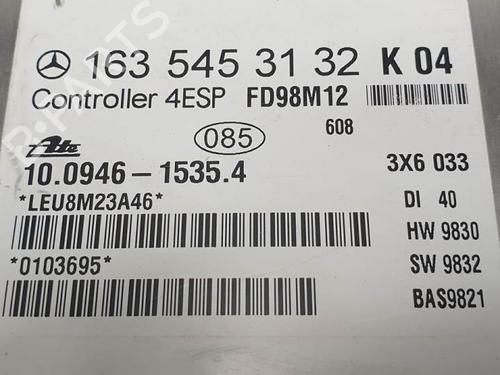 163 545 31 32 K 04
Controller 4ESP FD98M12
085 608
Ate
10.0946-1535.4 3X6 033
*LEU8M23A46* DI 40
HW 9830
*0103695* SW 9832
BAS9821